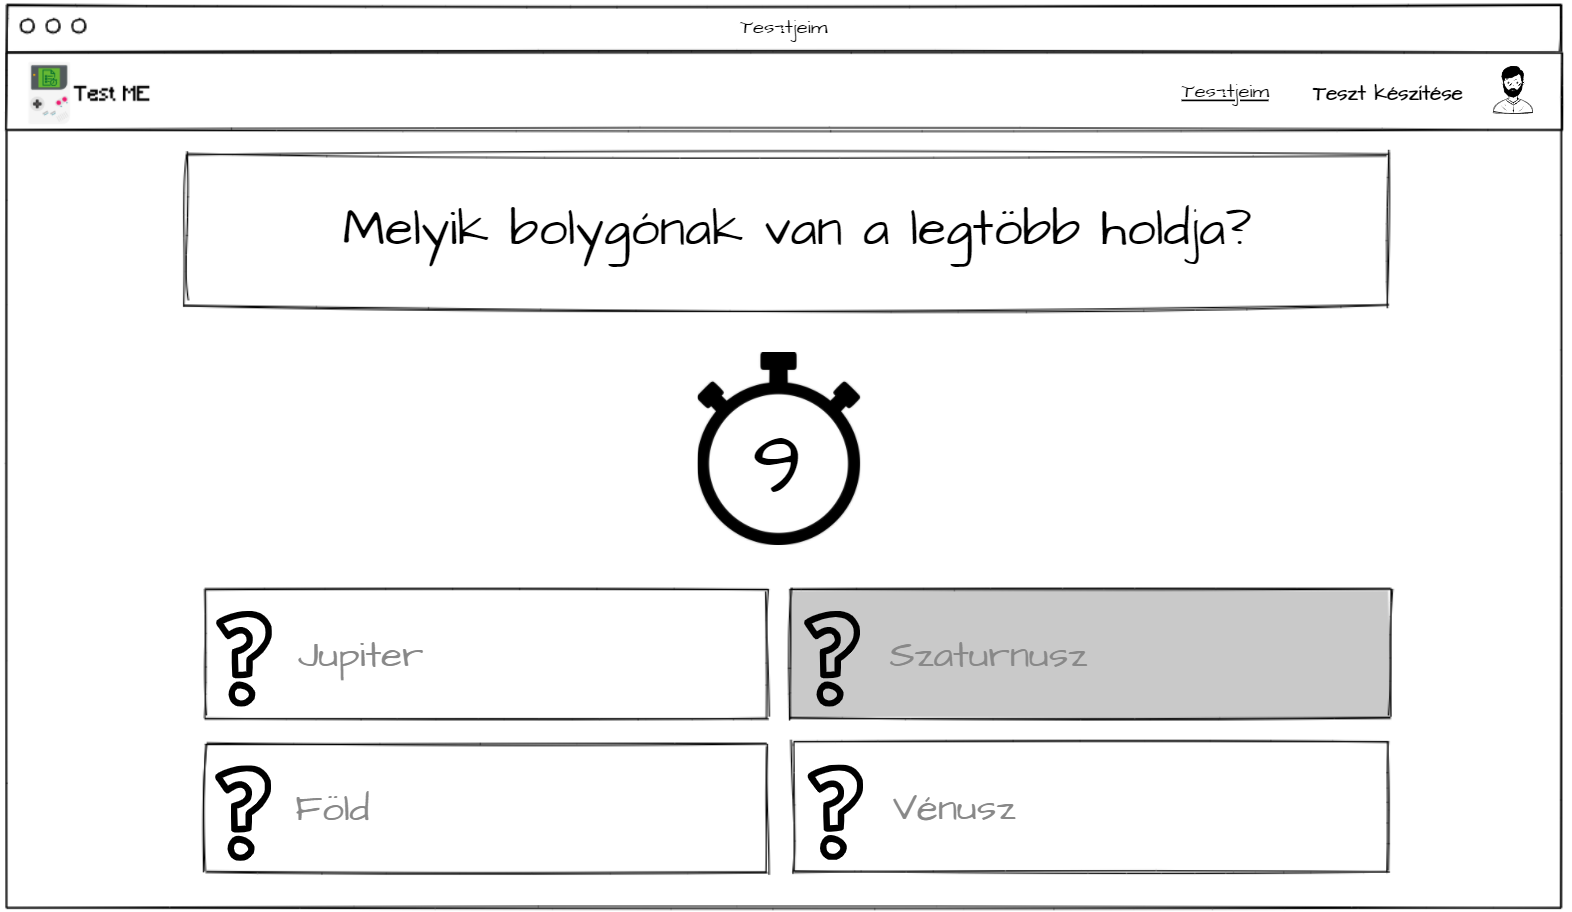 Tesztjeim
Test ME
Tesztjeim
Teszt készítése
Melyik bolygónak van a legtöbb holdja?
9
Jupiter
Szaturnusz
Föld
Vénusz